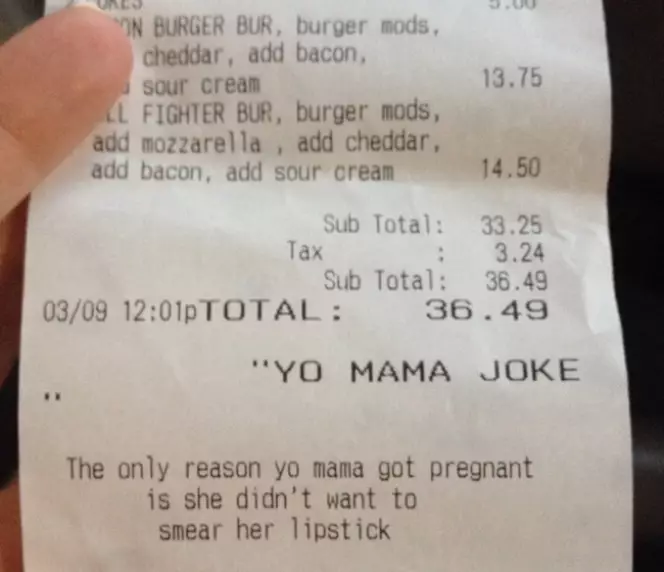 5.00
BURGER BUR, burger mods,
cheddar, add bacon,
sour cream 13.75
FIGHTER BUR, burger mods,
add mozzarella , add cheddar,
add bacon, add sour cream 14.50
Sub Total: 33.25
Tax : 3.24
Sub Total: 36.49
03/09 12:01pTOTAL: 36.49
"YO MAMA JOKE
"
The only reason yo mama got pregnant
is she didn't want to
smear her lipstick